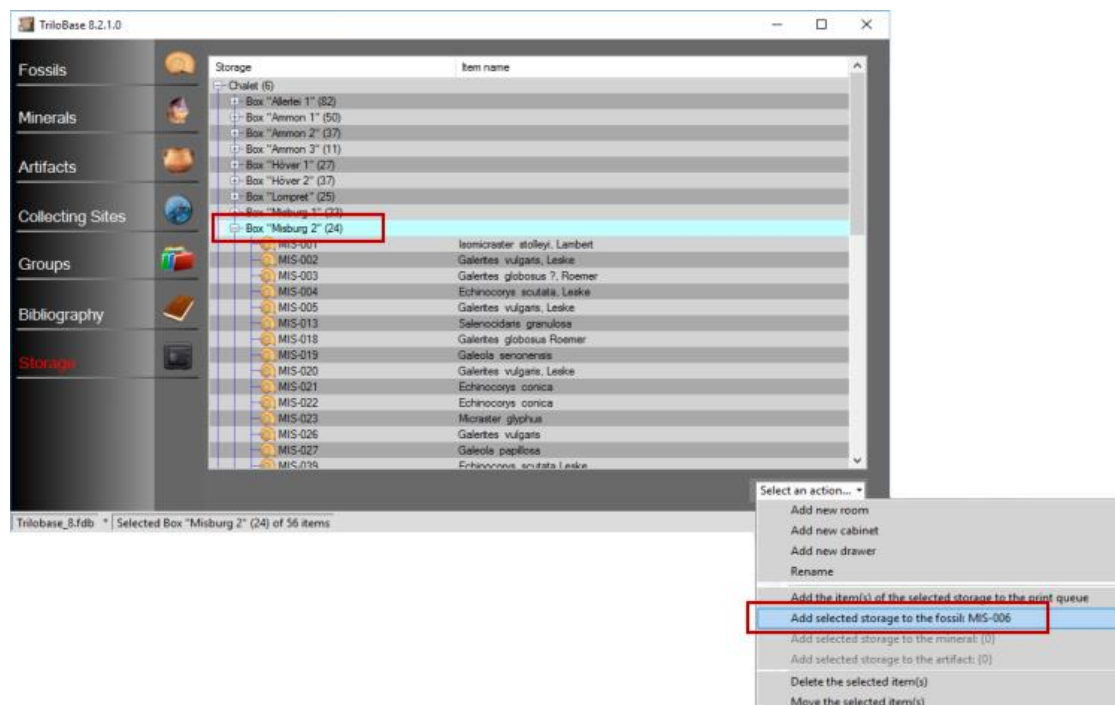 TriloBase 8.2.1.0
Fossils
Minerals
Artifacts
Collecting Sites
Groups
Bibliography
Storage
Storage Item name
Chalet (6)
Box "Allerlei 1" (82)
Box "Ammon 1" (50)
Box "Ammon 2" (37)
Box "Ammon 3" (11)
Box "Höver 1" (27)
Box "Höver 2" (37)
Box "Lompret" (25)
Box "Misburg 1" (23)
Box "Misburg 2" (24)
MIS-001 Isomicraster stolleyi, Lambert
MIS-002 Galerites vulgaris, Leske
MIS-003 Galerites globosus ?, Roemer
MIS-004 Echinocorys scutata, Leske
MIS-005 Galerites vulgaris, Leske
MIS-013 Salenocidaris granulosa
MIS-018 Galerites globosus Roemer
MIS-019 Galeola senonensis
MIS-020 Galerites vulgaris, Leske
MIS-021 Echinocorys conica
MIS-022 Echinocorys conica
MIS-023 Micraster glyphus
MIS-026 Galerites vulgaris
MIS-027 Galeola papillosa
MIS-039 Echinocorys scutata Leske
Select an action...
Trilobase_8.fdb * Selected Box "Misburg 2" (24) of 56 items
Add new room
Add new cabinet
Add new drawer
Rename
Add the item(s) of the selected storage to the print queue
Add selected storage to the fossil: MIS-006
Add selected storage to the mineral: (0)
Add selected storage to the artifact: (0)
Delete the selected item(s)
Move the selected item(s)